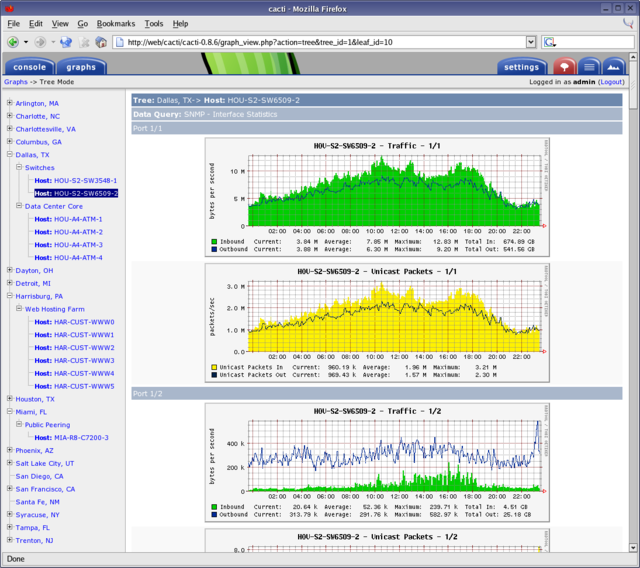 cacti - Mozilla Firefox
File Edit View Go Bookmarks Tools Help
http://web/cacti/cacti-0.8.6/graph_view.php?action=tree&tree_id=1&leaf_id=10
console graphs settings
Graphs -> Tree Mode
Logged in as admin (Logout)
Arlington, MA
Charlotte, NC
Charlottesville, VA
Columbus, GA
Dallas, TX
Switches
Host: HOU-S2-SW3548-1
Host: HOU-S2-SW6509-2
Data Center Core
Host: HOU-A4-ATM-1
Host: HOU-A4-ATM-2
Host: HOU-A4-ATM-3
Host: HOU-A4-ATM-4
Dayton, OH
Detroit, MI
Harrisburg, PA
Web Hosting Farm
Host: HAR-CUST-WWW0
Host: HAR-CUST-WWW1
Host: HAR-CUST-WWW2
Host: HAR-CUST-WWW3
Host: HAR-CUST-WWW4
Host: HAR-CUST-WWW5
Houston, TX
Miami, FL
Public Peering
Host: MIA-R8-C7200-3
Phoenix, AZ
Salt Lake City, UT
San Diego, CA
San Francisco, CA
Santa Fe, NM
Syracuse, NY
Tampa, FL
Trenton, NJ
Tree: Dallas, TX-> Host: HOU-S2-SW6509-2
Data Query: SNMP - Interface Statistics
Port 1/1
HOU-S2-SW6509-2 - Traffic - 1/1
bytes per second
10 M
5 M
0
02:00 04:00 06:00 08:00 10:00 12:00 14:00 16:00 18:00 20:00 22:00
Inbound Current: 3.84 M Average: 7.85 M Maximum: 12.83 M Total In: 674.89 GB
Outbound Current: 3.88 M Average: 6.30 M Maximum: 9.20 M Total Out: 541.56 GB
HOU-S2-SW6509-2 - Unicast Packets - 1/1
packets/sec
3.0 M
2.0 M
1.0 M
0.0
02:00 04:00 06:00 08:00 10:00 12:00 14:00 16:00 18:00 20:00 22:00
Unicast Packets In Current: 960.19 k Average: 1.96 M Maximum: 3.21 M
Unicast Packets Out Current: 969.43 k Average: 1.57 M Maximum: 2.30 M
Port 1/2
HOU-S2-SW6509-2 - Traffic - 1/2
bytes per second
400 k
200 k
0
02:00 04:00 06:00 08:00 10:00 12:00 14:00 16:00 18:00 20:00 22:00
Inbound Current: 20.64 k Average: 52.36 k Maximum: 239.71 k Total In: 4.51 GB
Outbound Current: 313.79 k Average: 291.76 k Maximum: 582.97 k Total Out: 25.18 GB
HOU-S2-SW6509-2 - Unicast Packets - 1/2
8.0
Done